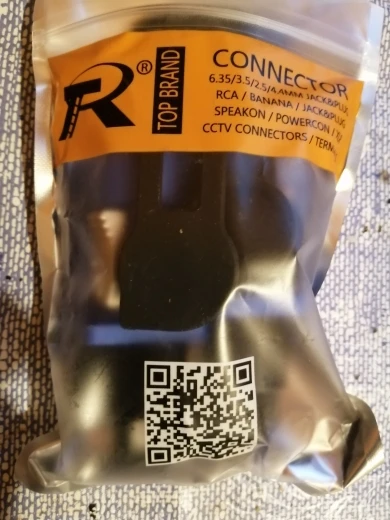 R®
TOP BRAND
CONNECTOR
6.35/3.5/2.5/4.4MM JACK&PLUG
RCA / BANANA / JACK&PLUG
SPEAKON / POWERCON /
CCTV CONNECTORS /